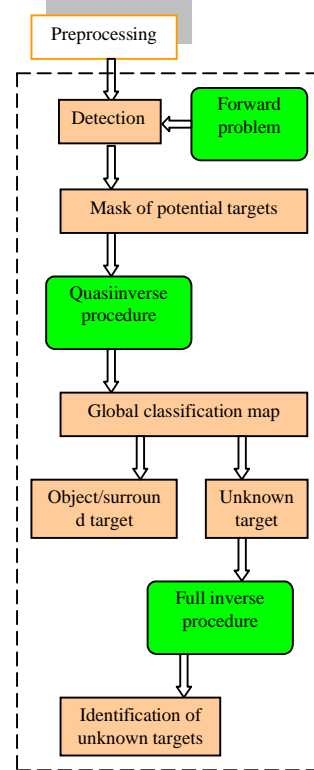 Preprocessing
Detection
Forward
problem
Mask of potential targets
Quasiinverse
procedure
Global classification map
Object/surroun
d target
Unknown
target
Full inverse
procedure
Identification of
unknown targets